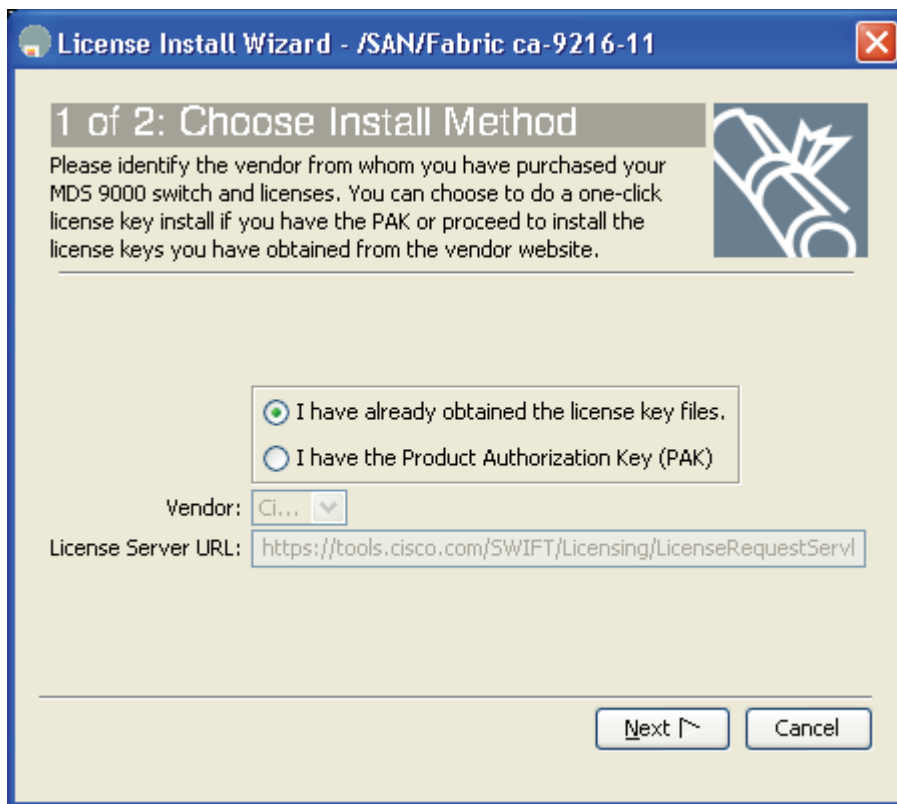 License Install Wizard - /SAN/Fabric ca-9216-11
1 of 2: Choose Install Method
Please identify the vendor from whom you have purchased your
MDS 9000 switch and licenses. You can choose to do a one-click
license key install if you have the PAK or proceed to install the
license keys you have obtained from the vendor website.
I have already obtained the license key files.
I have the Product Authorization Key (PAK)
Vendor: Ci...
License Server URL: https://tools.cisco.com/SWIFT/Licensing/LicenseRequestServl
Next Cancel